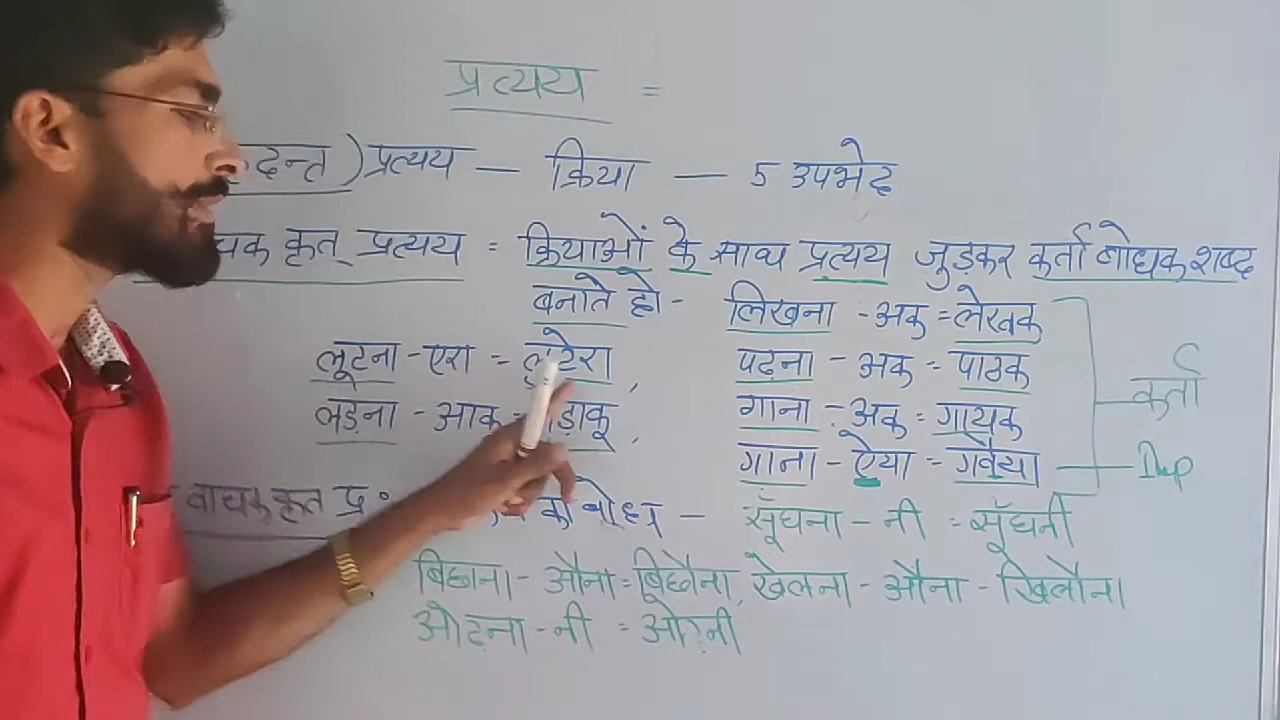 प्रत्यय =
दन्त) प्रत्यय — क्रिया — 5 उपभेद
चक कृत् प्रत्यय = क्रियाओं के साथ प्रत्यय जुड़कर कर्ता बोधक शब्द
बनाते हो - लिखना - अक = लेखक
लूटना - एरा = लुटेरा, पढ़ना - अक = पाठक
कर्ता
लड़ना - आक = ड़ाकू, गाना - अक = गायक
गाना - ऐया = गवैया — Imp
वाचक कृत प्र॰ का बोध - सूँघना - नी = सूँघनी
बिछाना - औना = बिछौना, खेलना - औना - खिलौना
ओढ़ना - नी = ओढ़नी